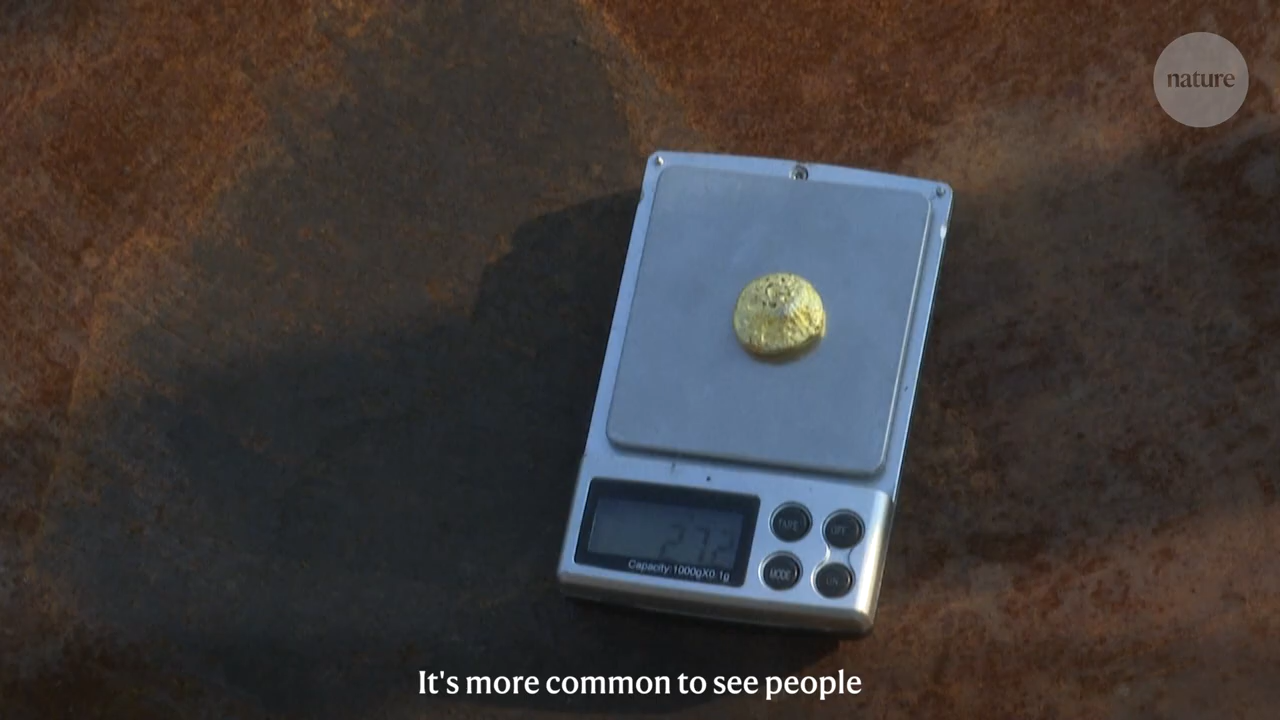 nature
27.2
Capacity:1000gX0.1g
TARE
OFF
MODE
ON
It's more common to see people